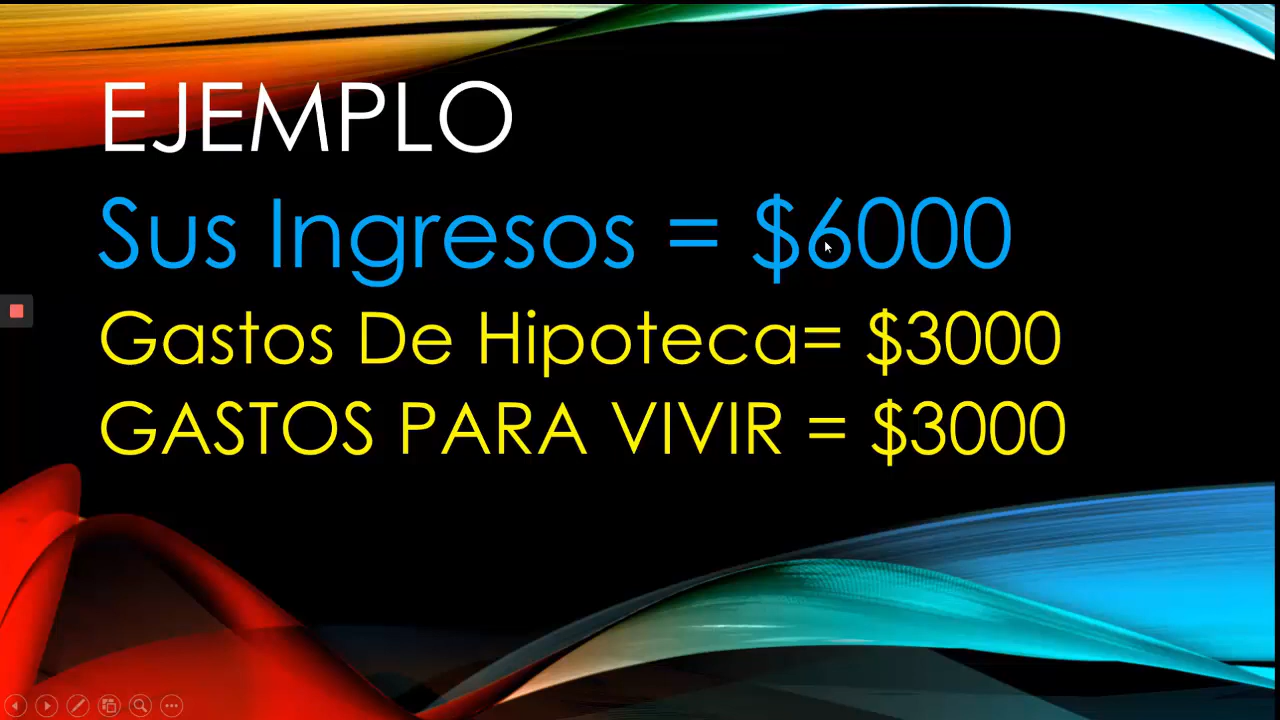 EJEMPLO
Sus Ingresos = $6000
Gastos De Hipoteca= $3000
GASTOS PARA VIVIR = $3000